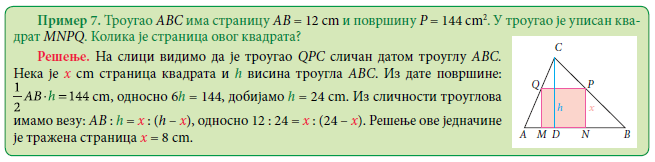 Пример 7. Троугао ABC има страницу AB = 12 cm и површину P = 144 cm². У троугао је уписан ква-
драт MNPQ. Колика је страница овог квадрата?
Решење. На слици видимо да је троугао QPC сличан датом троуглу ABC.
Нека је x cm страница квадрата и h висина троугла ABC. Из дате површине:
1/2 AB · h = 144 cm, односно 6h = 144, добијамо h = 24 cm. Из сличности троуглова
имамо везу: AB : h = x : (h – x), односно 12 : 24 = x : (24 – x). Решење ове једначине
је тражена страница x = 8 cm.
C
Q P
h x
A M D N B